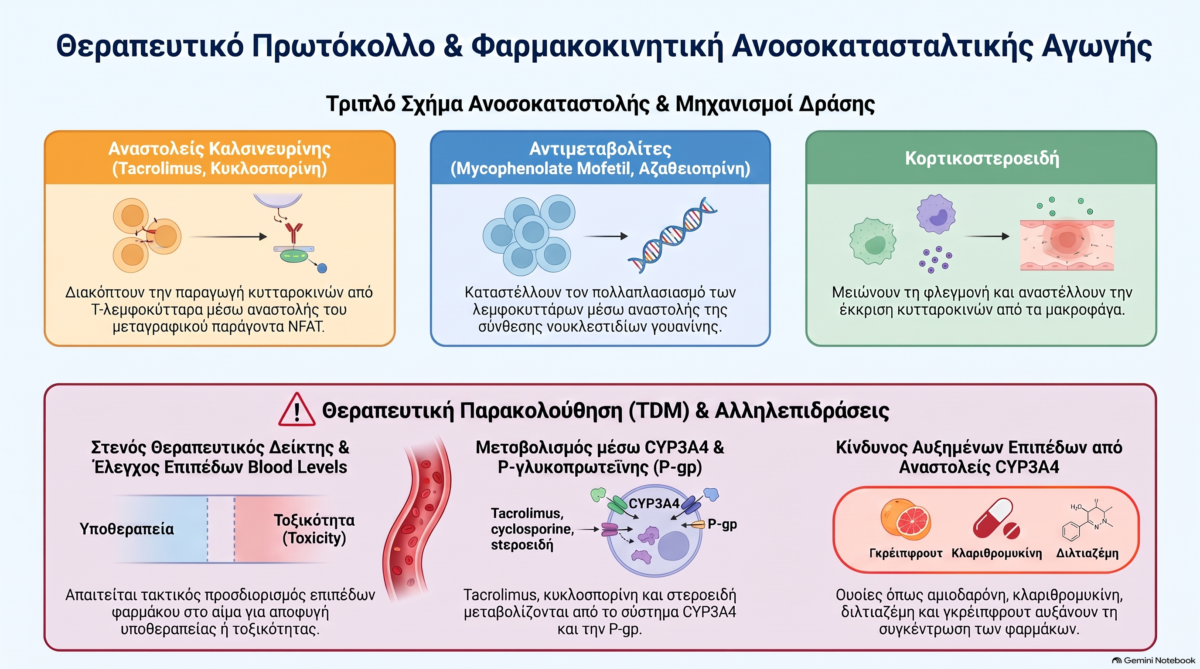 Θεραπευτικό Πρωτόκολλο & Φαρμακοκινητική Ανοσοκατασταλτικής Αγωγής
Τριπλό Σχήμα Ανοσοκαταστολής & Μηχανισμοί Δράσης
Αναστολείς Καλσινευρίνης
(Tacrolimus, Κυκλοσπορίνη)
Διακόπτουν την παραγωγή κυτταροκινών από
Τ-λεμφοκύτταρα μέσω αναστολής του
μεταγραφικού παράγοντα NFAT.
Αντιμεταβολίτες
(Mycophenolate Mofetil, Αζαθειοπρίνη)
Καταστέλλουν τον πολλαπλασιασμό των
λεμφοκυττάρων μέσω αναστολής της
σύνθεσης νουκλεστιδίων γουανίνης.
Κορτικοστεροειδή
Μειώνουν τη φλεγμονή και αναστέλλουν την
έκκριση κυτταροκινών από τα μακροφάγα.
Θεραπευτική Παρακολούθηση (TDM) & Αλληλεπιδράσεις
Στενός Θεραπευτικός Δείκτης &
Έλεγχος Επιπέδων Blood Levels
Υποθεραπεία
Τοξικότητα
(Toxicity)
Απαιτείται τακτικός προσδιορισμός επιπέδων
φαρμάκου στο αίμα για αποφυγή
υποθεραπείας ή τοξικότητας.
Μεταβολισμός μέσω CYP3A4 &
P-γλυκοπρωτεΐνης (P-gp)
Tacrolimus,
cyclosporine,
στεροειδή
CYP3A4
P-gp
Tacrolimus, κυκλοσπορίνη και στεροειδή
μεταβολίζονται από το σύστημα CYP3A4
και την P-gp.
Κίνδυνος Αυξημένων Επιπέδων από
Αναστολείς CYP3A4
Γκρέιπφρουτ
Κλαριθρομυκίνη
Διλτιαζέμη
Ουοίες όπως αμιοδαρόνη, κλαριθρομυκίνη,
διλτιαζέμη και γκρέιπφρουτ αυξάνουν τη
συγκέντρωση των φαρμάκων.
Gemini Notebook